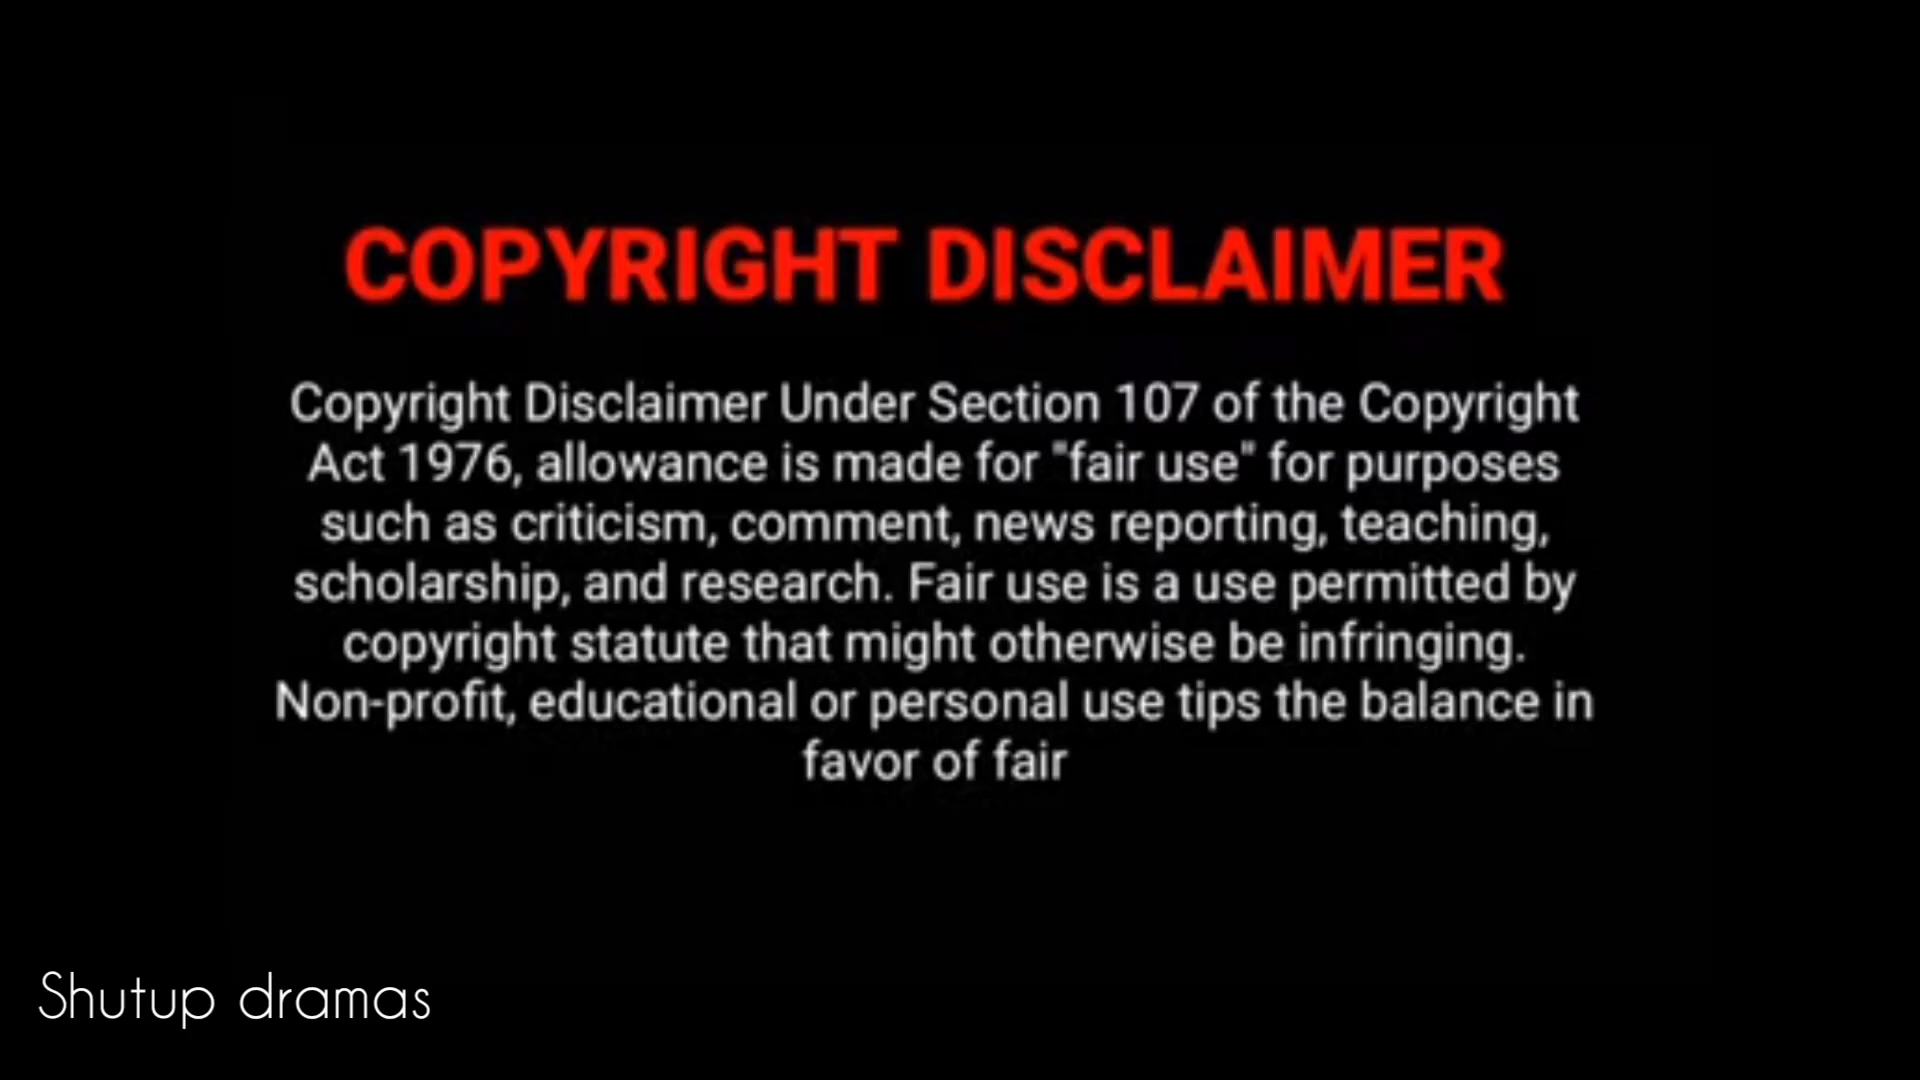 COPYRIGHT DISCLAIMER
Copyright Disclaimer Under Section 107 of the Copyright
Act 1976, allowance is made for "fair use" for purposes
such as criticism, comment, news reporting, teaching,
scholarship, and research. Fair use is a use permitted by
copyright statute that might otherwise be infringing.
Non-profit, educational or personal use tips the balance in
favor of fair
Shutup dramas